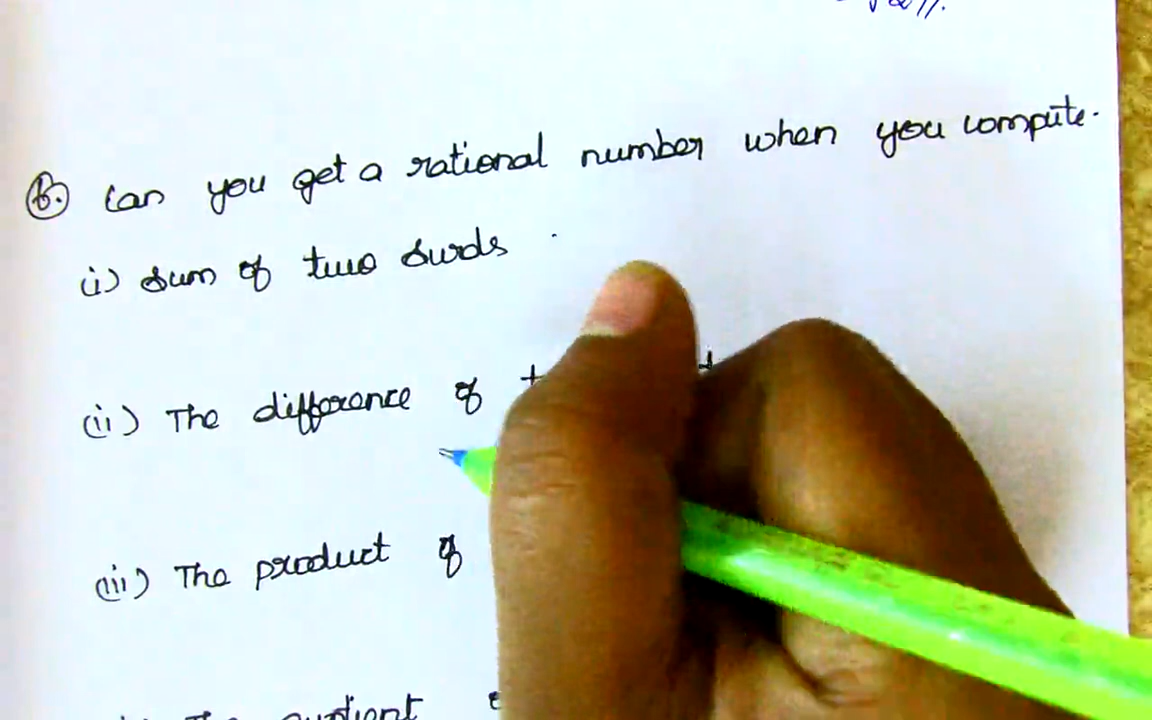 6. Can you get a rational number when you compute.
(i) Sum of two surds
(ii) The difference of
(iii) The product of
The quotient